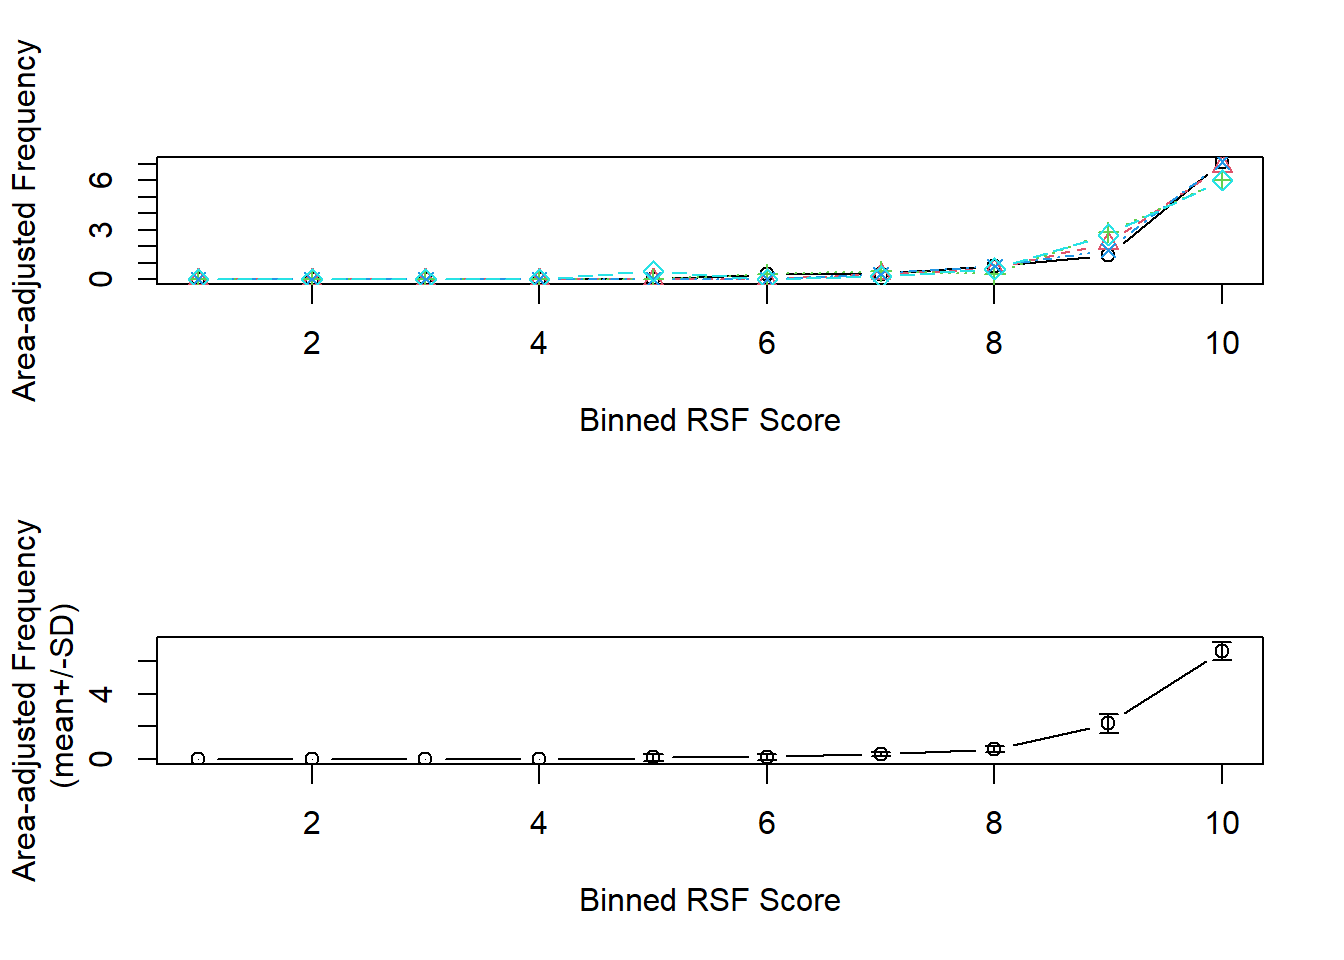 Area-adjusted Frequency
6
3
0
2 4 6 8 10
Binned RSF Score
Area-adjusted Frequency
(mean+/-SD)
4
0
2 4 6 8 10
Binned RSF Score